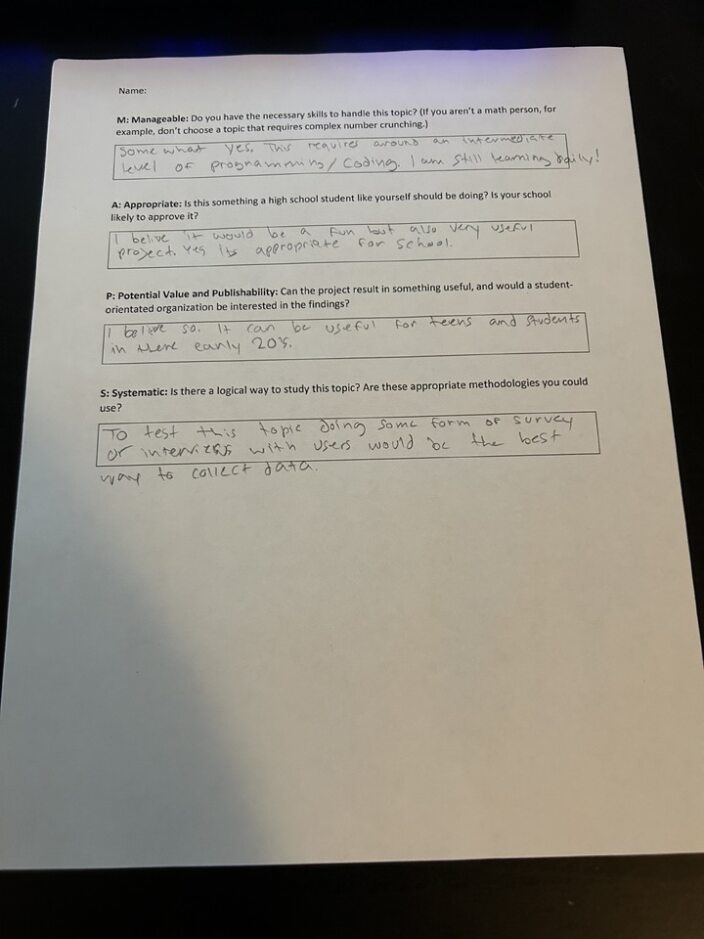 Name:
M: Manageable: Do you have the necessary skills to handle this topic? (If you aren't a math person, for
example, don't choose a topic that requires complex number crunching.)
Some what yes. This requires around an intermediate
level of programming/coding. I am still learning daily!
A: Appropriate: Is this something a high school student like yourself should be doing? Is your school
likely to approve it?
I belive it would be a fun but also very useful
project. Yes its appropriate for school.
P: Potential Value and Publishability: Can the project result in something useful, and would a student-
orientated organization be interested in the findings?
I believe so. It can be useful for teens and students
in there early 20's.
S: Systematic: Is there a logical way to study this topic? Are these appropriate methodologies you could
use?
To test this topic doing some form of survey
or interviews with users would be the best
way to collect data.